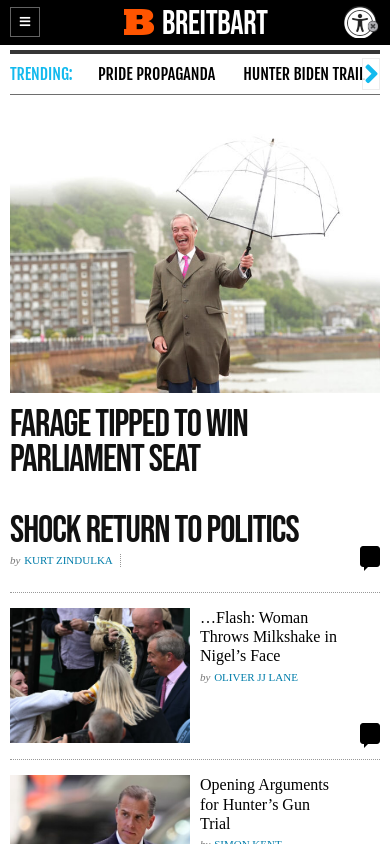 BREITBART
TRENDING: PRIDE PROPAGANDA HUNTER BIDEN
FARAGE TIPPED TO WIN
PARLIAMENT SEAT
SHOCK RETURN TO POLITICS
by KURT ZINDULKA
…Flash: Woman
Throws Milkshake in
Nigel’s Face
by OLIVER JJ LANE
Opening Arguments
for Hunter’s Gun
Trial
by SIMON KENT